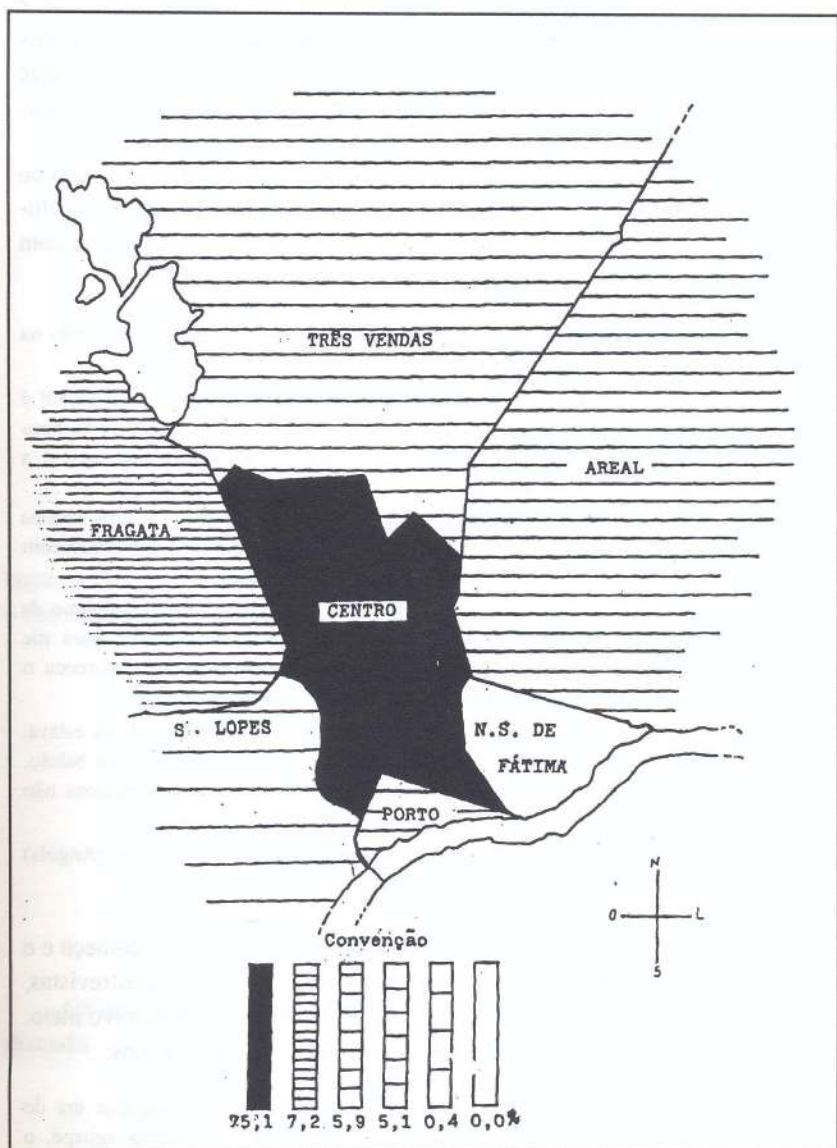 TRÊS VENDAS
AREAL
FRAGATA
CENTRO
S. LOPES
N.S. DE
FÁTIMA
PORTO
N
O L
S
Convenção
75,1 7,2 5,9 5,1 0,4 0,0%